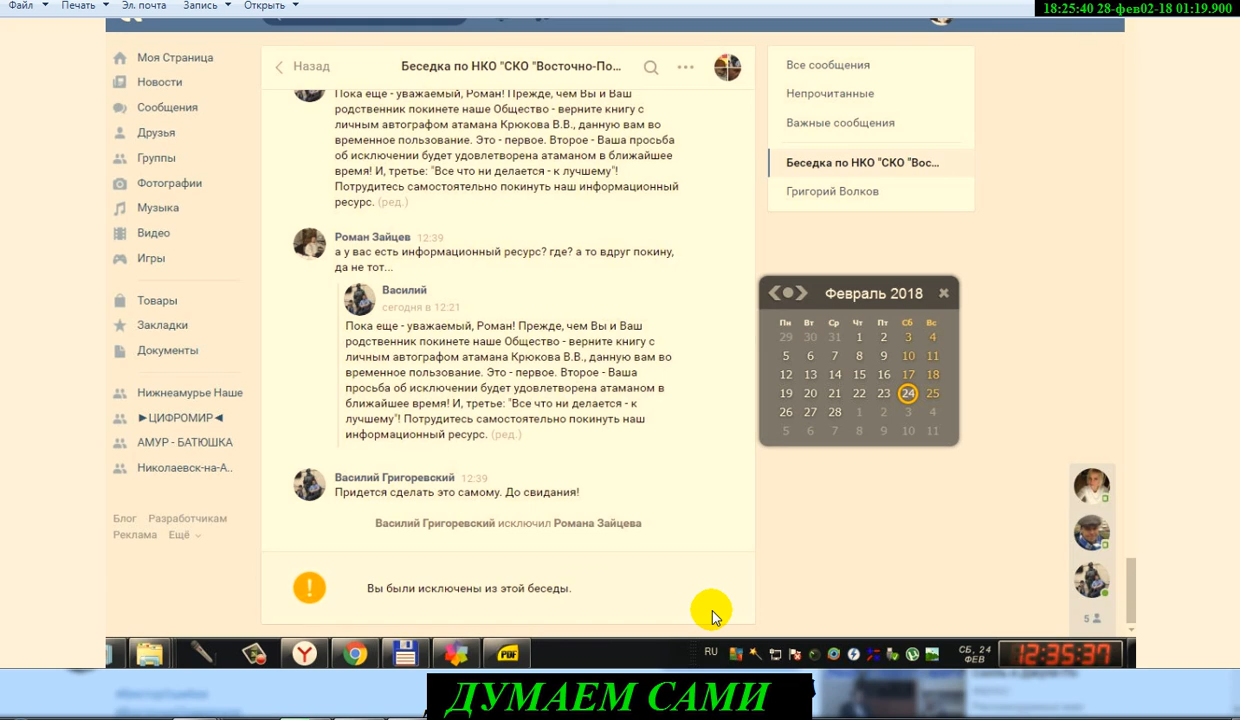 Файл Печать Эл. почта Запись Открыть
18:25:40 28-фев02-18 01:19.900
Моя Страница
Новости
Сообщения
Друзья
Группы
Фотографии
Музыка
Видео
Игры
Товары
Закладки
Документы
Нижнеамурье Наше
►ЦИФРОМИР◄
АМУР - БАТЮШКА
Николаевск-на-А..
Блог Разработчикам
Реклама Ещё
Назад
Беседка по НКО "СКО "Восточно-По...
Пока еще - уважаемый, Роман! Прежде, чем Вы и Ваш
родственник покинете наше Общество - верните книгу с
личным автографом атамана Крюкова В.В., данную вам во
временное пользование. Это - первое. Второе - Ваша просьба
об исключении будет удовлетворена атаманом в ближайшее
время! И, третье: "Все что ни делается - к лучшему"!
Потрудитесь самостоятельно покинуть наш информационный
ресурс. (ред.)
Роман Зайцев 12:39
а у вас есть информационный ресурс? где? а то вдруг покину,
да не тот...
Василий
сегодня в 12:21
Пока еще - уважаемый, Роман! Прежде, чем Вы и Ваш
родственник покинете наше Общество - верните книгу с
личным автографом атамана Крюкова В.В., данную вам во
временное пользование. Это - первое. Второе - Ваша
просьба об исключении будет удовлетворена атаманом в
ближайшее время! И, третье: "Все что ни делается - к
лучшему"! Потрудитесь самостоятельно покинуть наш
информационный ресурс. (ред.)
Василий Григоревский 12:39
Придется сделать это самому. До свидания!
Василий Григоревский исключил Романа Зайцева
Вы были исключены из этой беседы.
Все сообщения
Непрочитанные
Важные сообщения
Беседка по НКО "СКО "Вос...
Григорий Волков
Февраль 2018
Пн Вт Ср Чт Пт Сб Вс
29 30 31 1 2 3 4
5 6 7 8 9 10 11
12 13 14 15 16 17 18
19 20 21 22 23 24 25
26 27 28 1 2 3 4
5 6 7 8 9 10 11
5
PDF
RU
СБ, 24
ФЕВ
12:35:37
ДУМАЕМ САМИ